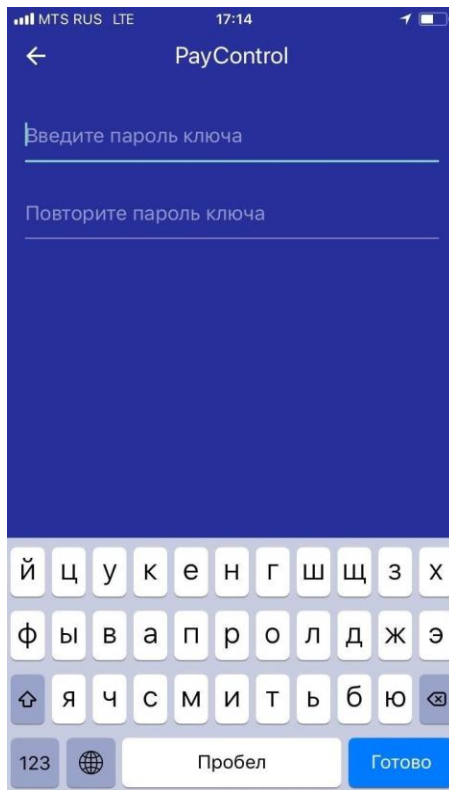 MTS RUS LTE 17:14
PayControl
Введите пароль ключа
Повторите пароль ключа
й ц у к е н г ш щ з х
ф ы в а п р о л д ж э
я ч с м и т ь б ю
123 Пробел Готово